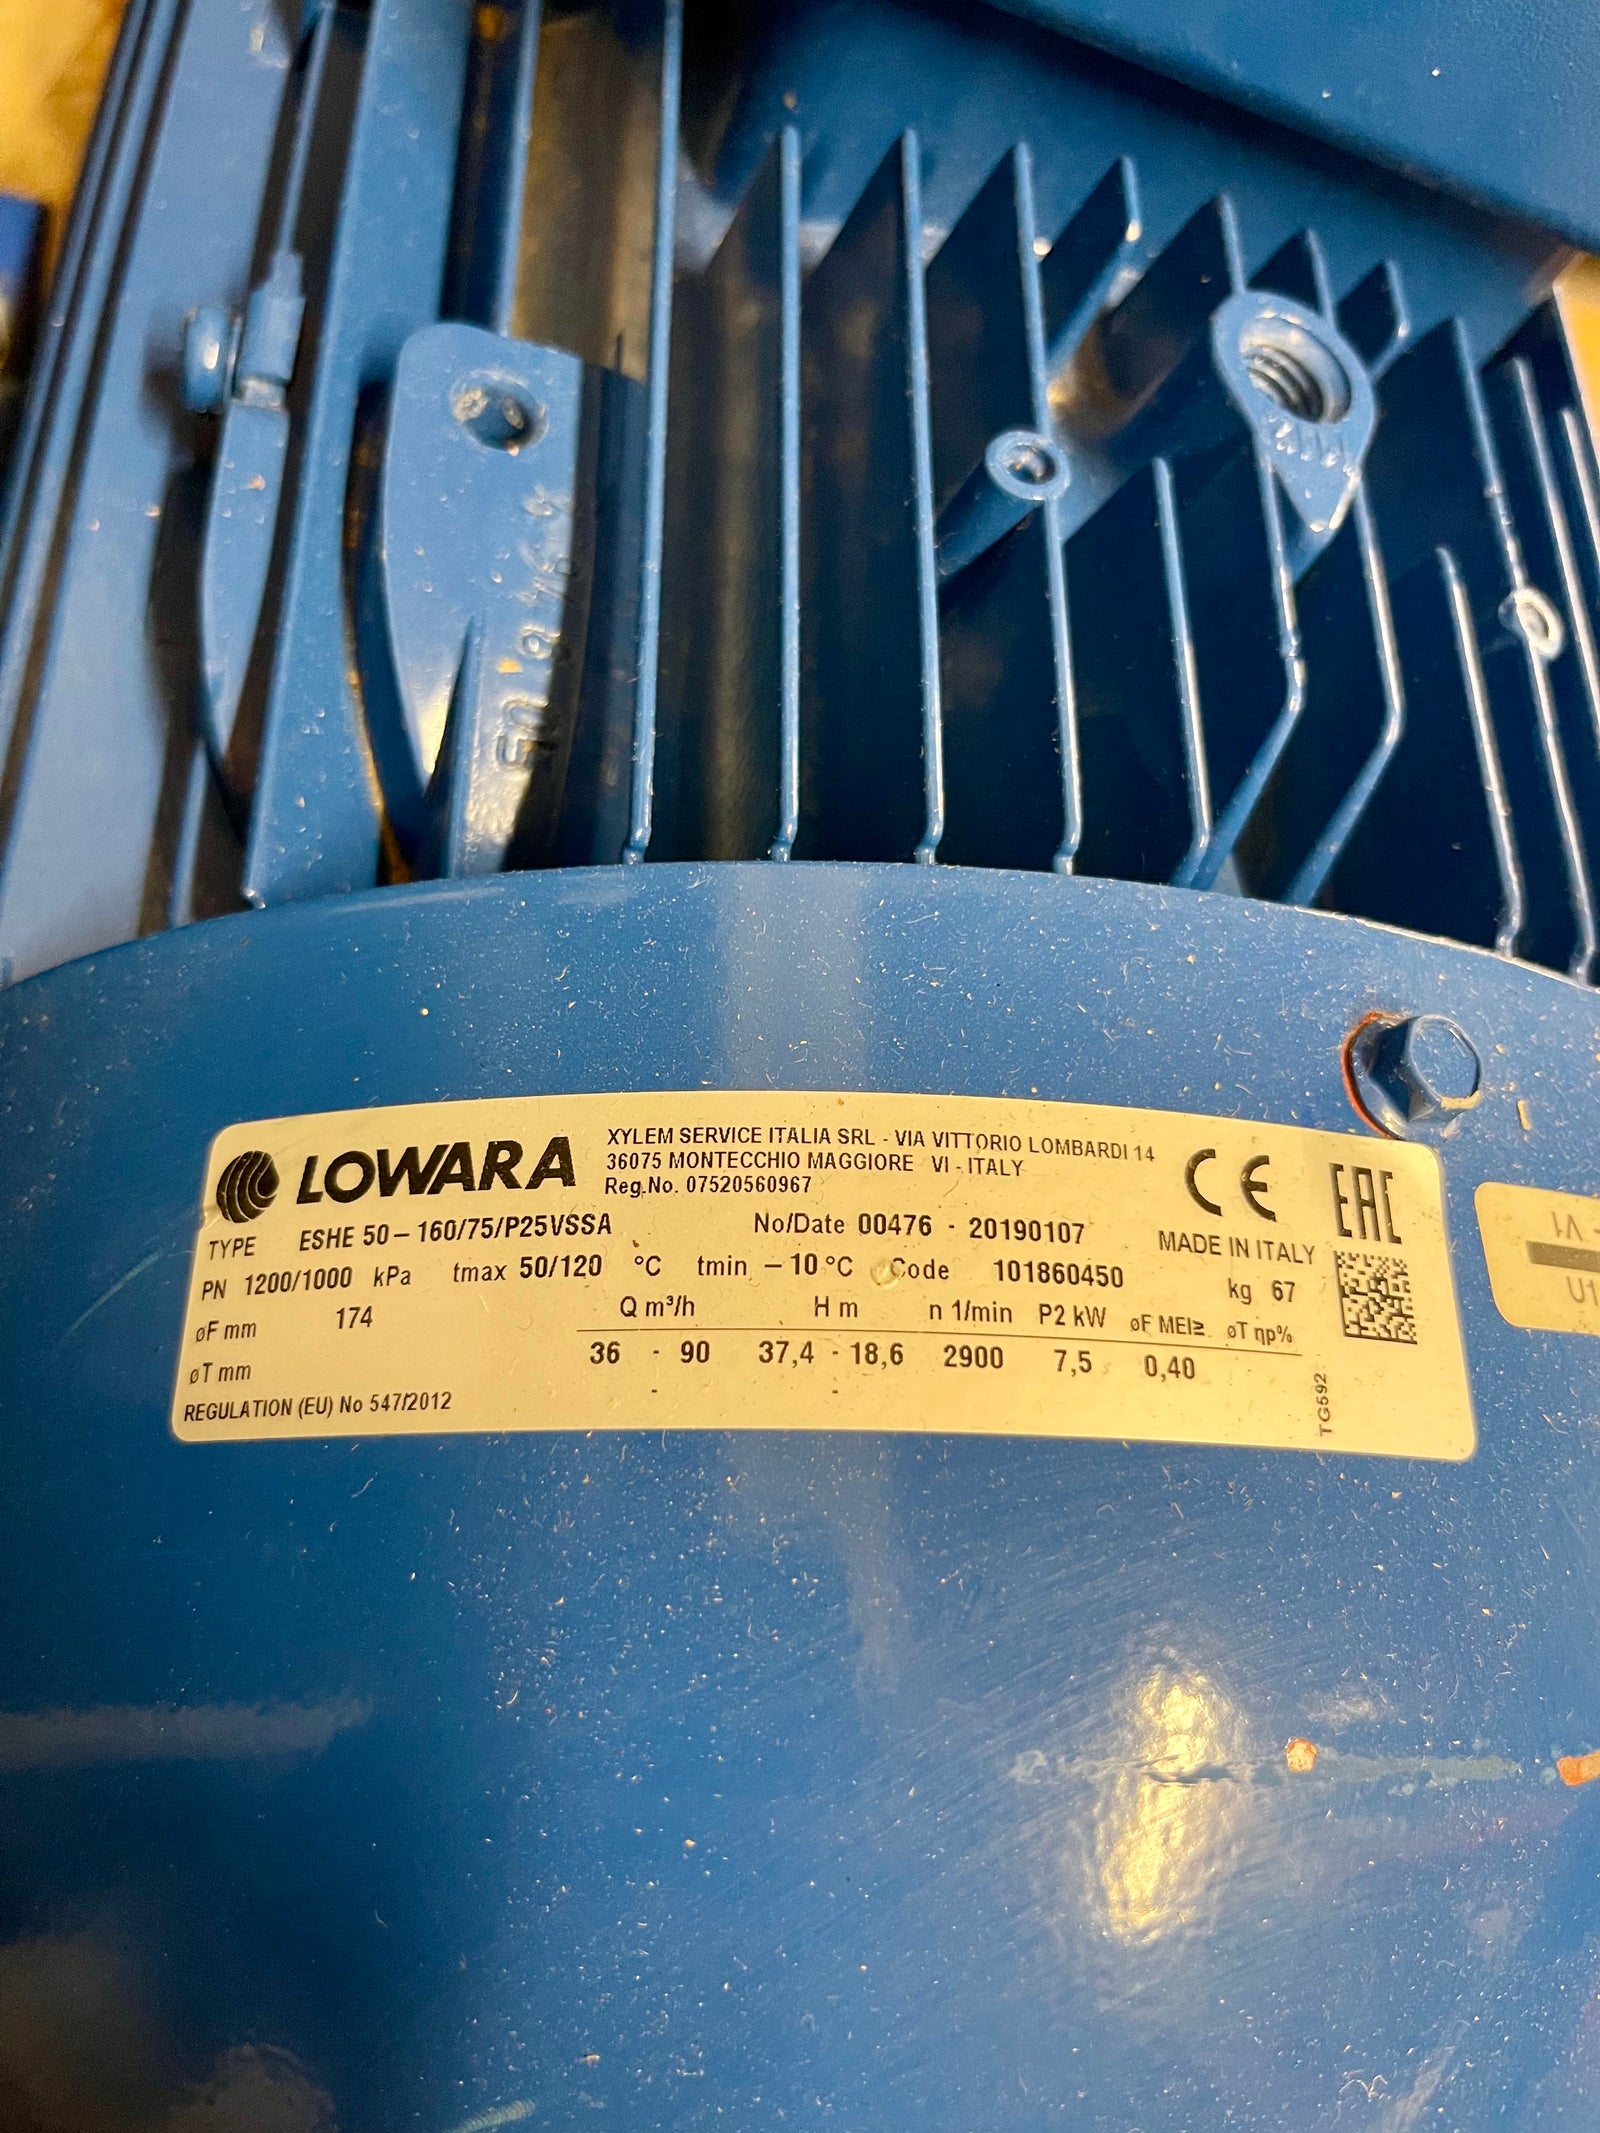 LOWARA
XYLEM SERVICE ITALIA SRL - VIA VITTORIO LOMBARDI 14
36075 MONTECCHIO MAGGIORE VI - ITALY
Reg.No. 07520560967
CE
EAC
TYPE ESHE 50-160/75/P25VSSA No/Date 00476 - 20190107
MADE IN ITALY
PN 1200/1000 kPa tmax 50/120 °C tmin -10 °C Code 101860450
kg 67
øF mm 174 Q m³/h H m n 1/min P2 kW øF MEI≥ øT ηp%
øT mm 36 - 90 37,4 - 18,6 2900 7,5 0,40
- -
REGULATION (EU) No 547/2012
TG592
V1
U1